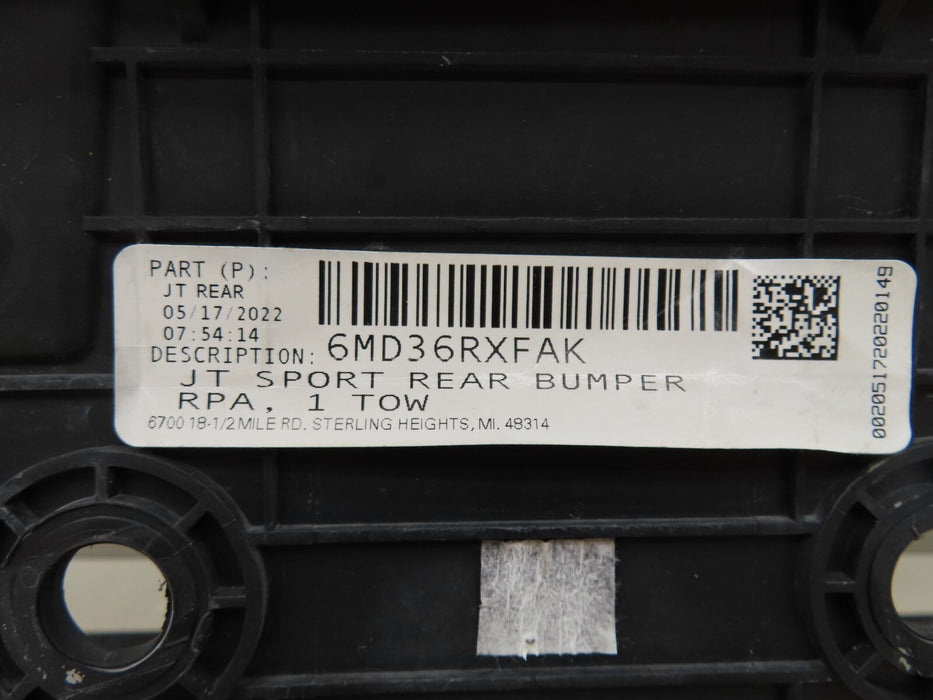 PART (P):
JT REAR
05/17/2022
07:54:14
DESCRIPTION: 6MD36RXFAK
JT SPORT REAR BUMPER
RPA, 1 TOW
6700 18-1/2 MILE RD. STERLING HEIGHTS, MI. 48314
002051720220149